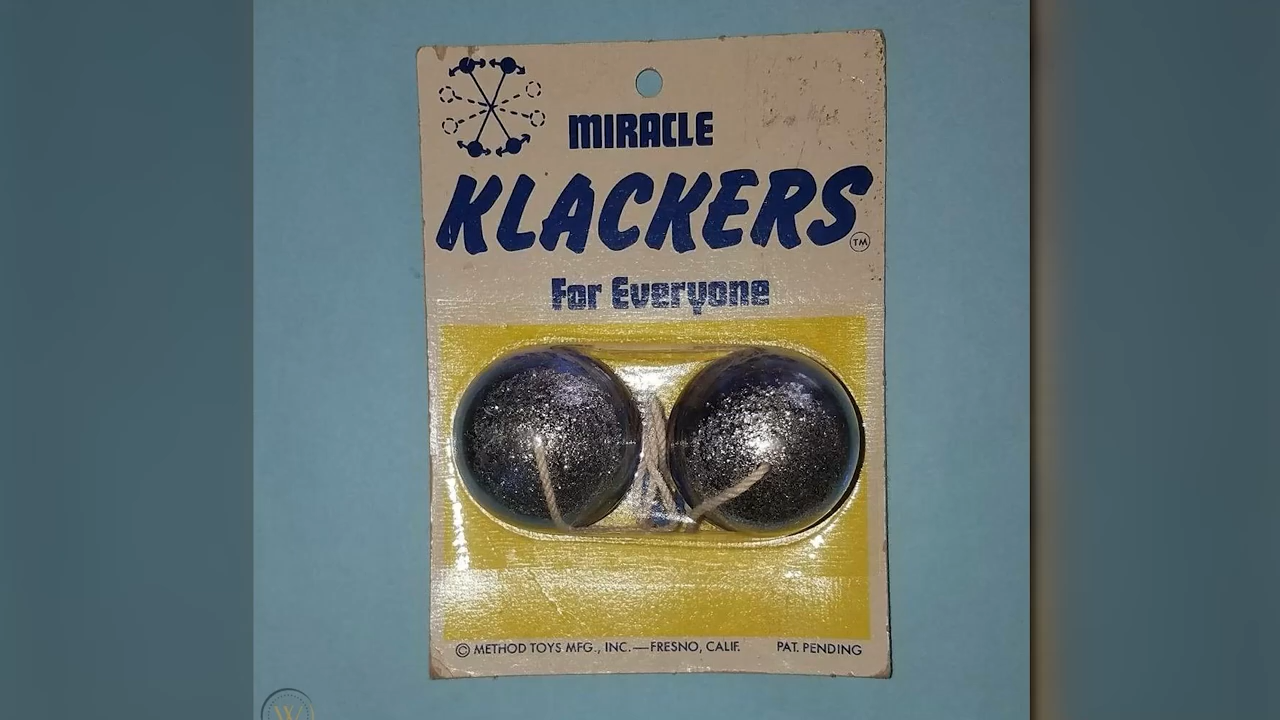 MIRACLE
KLACKERS
TM
For Everyone
© METHOD TOYS MFG., INC.—FRESNO, CALIF. PAT. PENDING
W